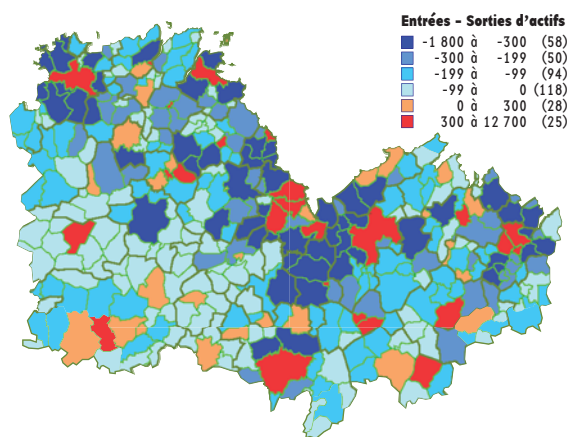 Entrées – Sorties d'actifs
-1 800 à -300 (58)
-300 à -199 (50)
-199 à -99 (94)
-99 à 0 (118)
0 à 300 (28)
300 à 12 700 (25)